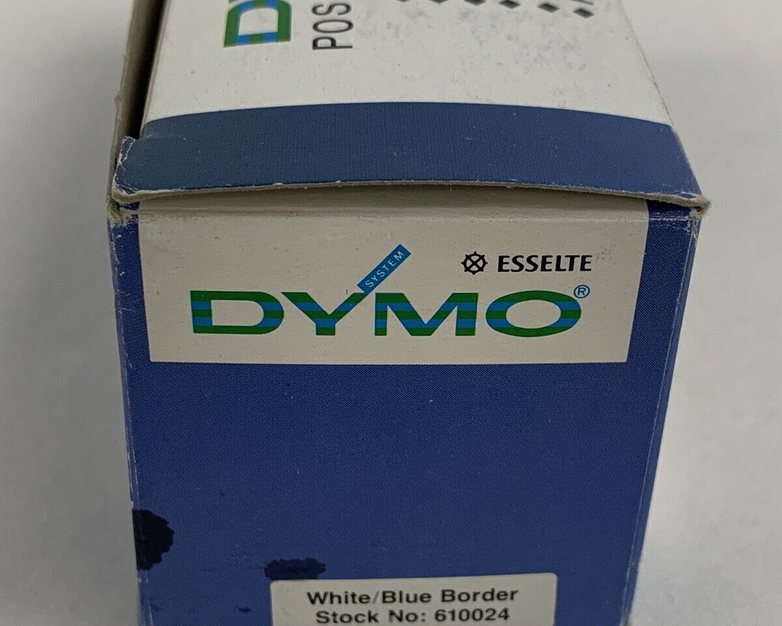 POS
SYSTEM
ESSELTE
DYMO®
White/Blue Border
Stock No: 610024